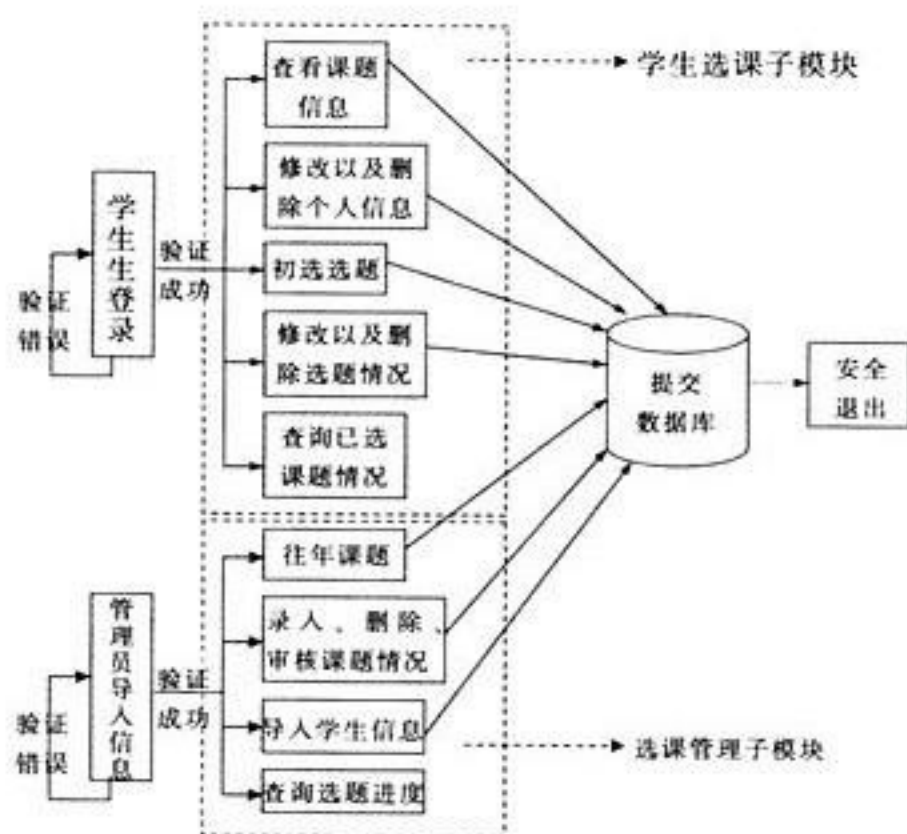 查看课题
信息
学生选课子模块
修改以及删
除个人信息
学
生
生
登
录
验证
成功
验证
错误
初选选题
修改以及删
除选题情况
查询已选
课题情况
提交
数据库
安全
退出
往年课题
管
理
员
导
入
信
息
验证
成功
验证
错误
录入、删除、
审核课题情况
导入学生信息
查询选题进度
选课管理子模块